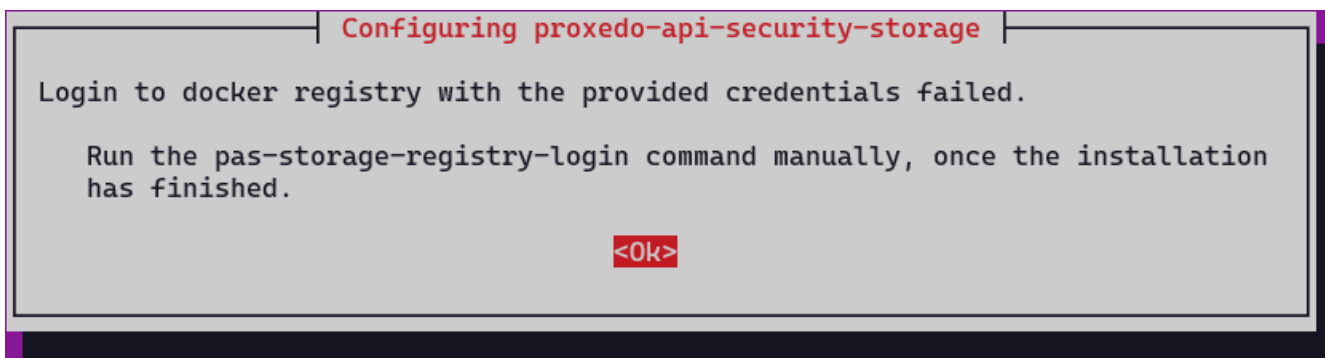 Configuring proxedo-api-security-storage
Login to docker registry with the provided credentials failed.
Run the pas-storage-registry-login command manually, once the installation
has finished.
<Ok>